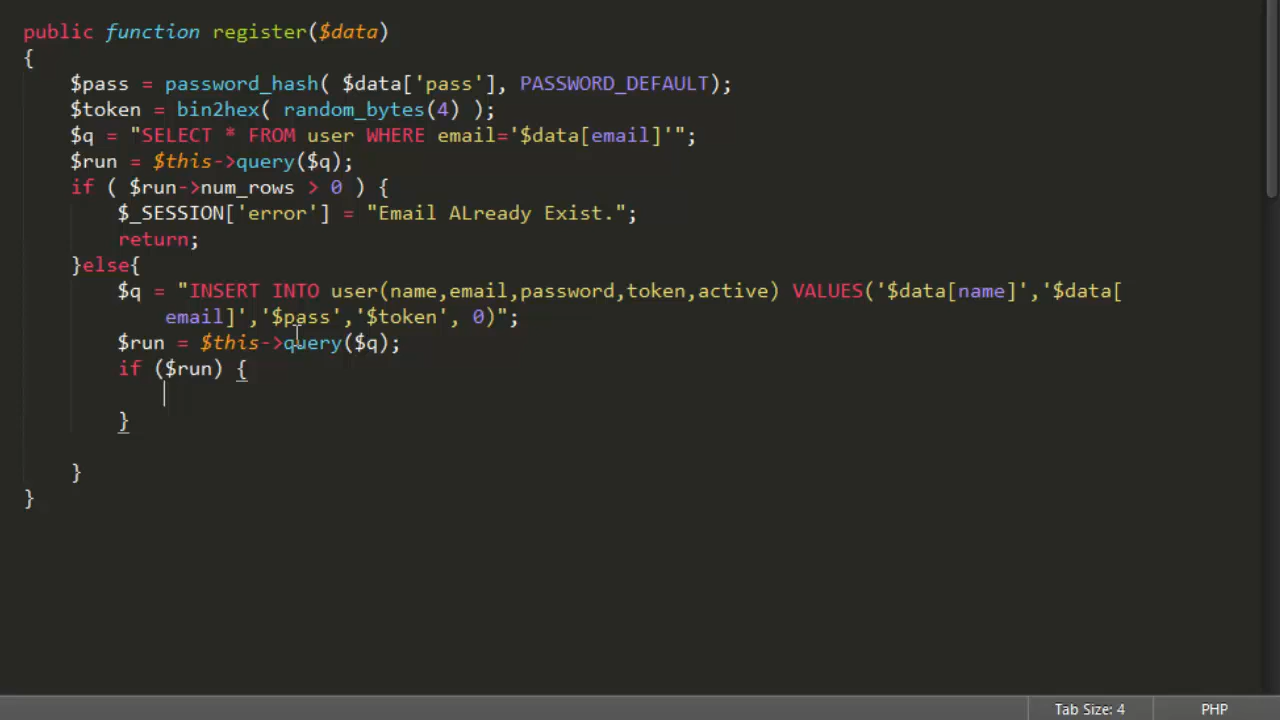 public function register($data)
{
    $pass = password_hash( $data['pass'], PASSWORD_DEFAULT);
    $token = bin2hex( random_bytes(4) );
    $q = "SELECT * FROM user WHERE email='$data[email]'";
    $run = $this->query($q);
    if ( $run->num_rows > 0 ) {
        $_SESSION['error'] = "Email ALready Exist.";
        return;
    }else{
        $q = "INSERT INTO user(name,email,password,token,active) VALUES('$data[name]','$data[
            email]','$pass','$token', 0)";
        $run = $this->query($q);
        if ($run) {
        }
    }
}
Tab Size: 4 PHP